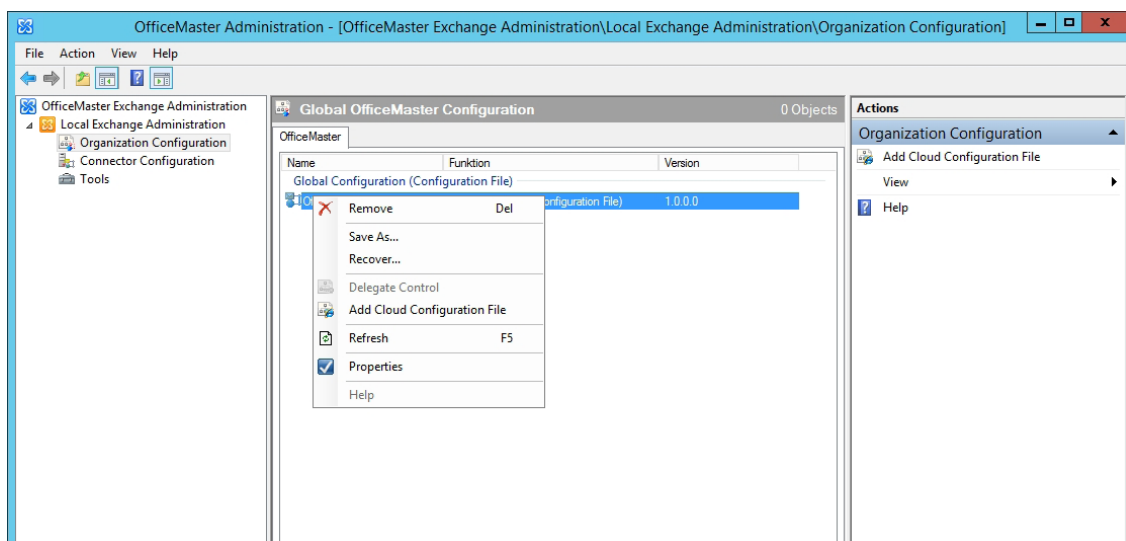 OfficeMaster Administration - [OfficeMaster Exchange Administration\Local Exchange Administration\Organization Configuration]
File Action View Help
OfficeMaster Exchange Administration
Local Exchange Administration
Organization Configuration
Connector Configuration
Tools
Global OfficeMaster Configuration 0 Objects
OfficeMaster
Name Funktion Version
Global Configuration (Configuration File)
onfiguration File) 1.0.0.0
Remove Del
Save As...
Recover...
Delegate Control
Add Cloud Configuration File
Refresh F5
Properties
Help
Actions
Organization Configuration
Add Cloud Configuration File
View
Help